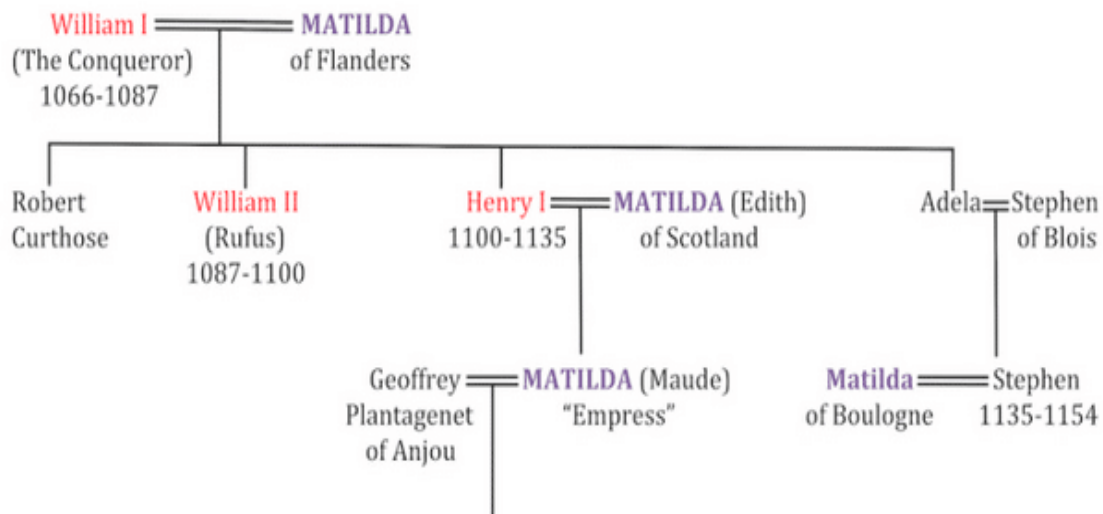 William I MATILDA
(The Conqueror) of Flanders
1066-1087
Robert William II Henry I MATILDA (Edith) Adela Stephen
Curthose (Rufus) 1100-1135 of Scotland of Blois
1087-1100
Geoffrey MATILDA (Maude) Matilda Stephen
Plantagenet “Empress” of Boulogne 1135-1154
of Anjou